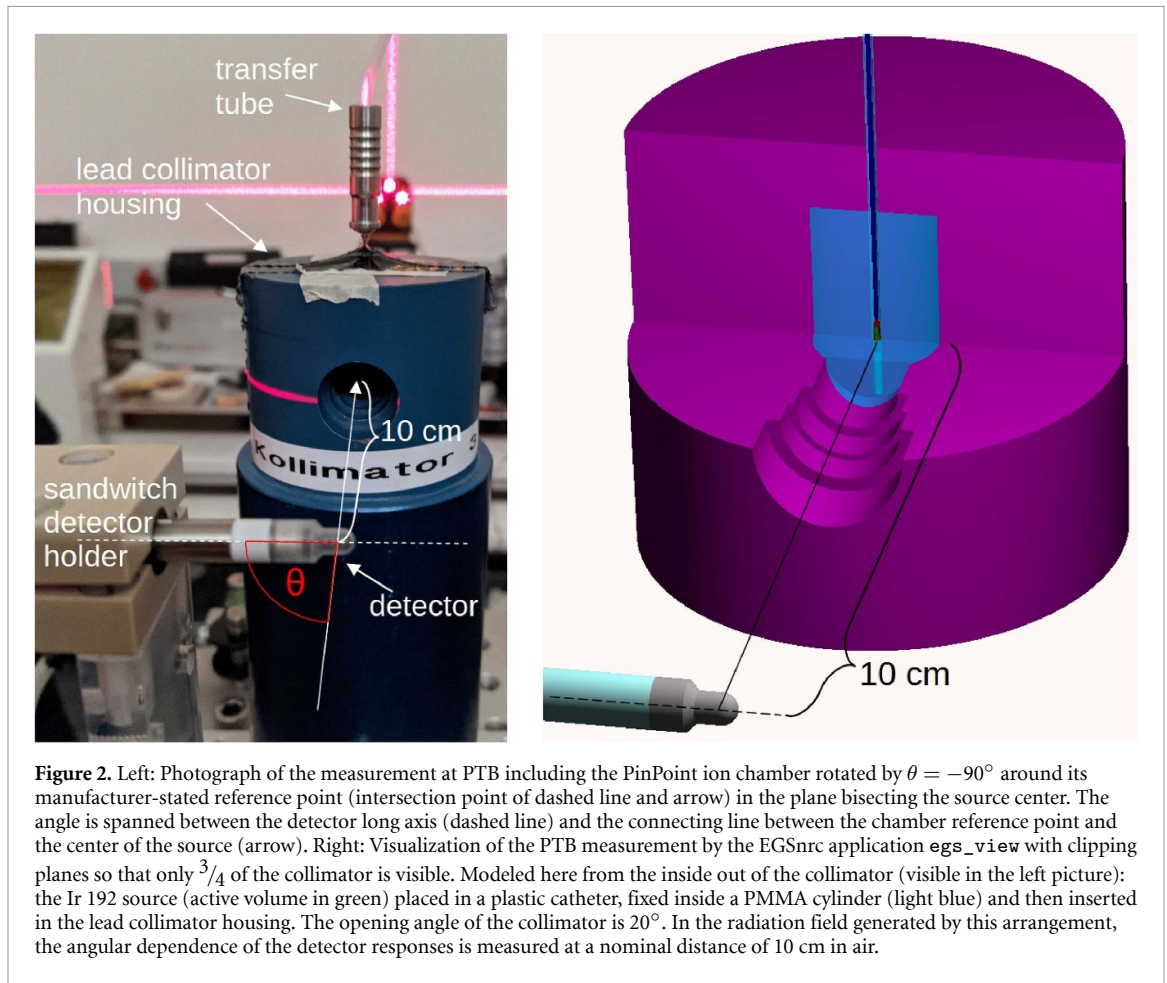 transfer
tube
lead collimator
housing
10 cm
Kollimator 3
sandwitch
detector
holder
θ
detector
10 cm
Figure 2. Left: Photograph of the measurement at PTB including the PinPoint ion chamber rotated by θ = −90° around its
manufacturer-stated reference point (intersection point of dashed line and arrow) in the plane bisecting the source center. The
angle is spanned between the detector long axis (dashed line) and the connecting line between the chamber reference point and
the center of the source (arrow). Right: Visualization of the PTB measurement by the EGSnrc application egs_view with clipping
planes so that only 3/4 of the collimator is visible. Modeled here from the inside out of the collimator (visible in the left picture):
the Ir 192 source (active volume in green) placed in a plastic catheter, fixed inside a PMMA cylinder (light blue) and then inserted
in the lead collimator housing. The opening angle of the collimator is 20°. In the radiation field generated by this arrangement,
the angular dependence of the detector responses is measured at a nominal distance of 10 cm in air.